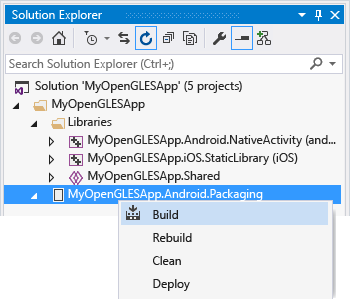 Solution Explorer
Search Solution Explorer (Ctrl+;)
Solution 'MyOpenGLESApp' (5 projects)
MyOpenGLESApp
Libraries
MyOpenGLESApp.Android.NativeActivity (and...
MyOpenGLESApp.iOS.StaticLibrary (iOS)
MyOpenGLESApp.Shared
MyOpenGLESApp.Android.Packaging
Build
Rebuild
Clean
Deploy